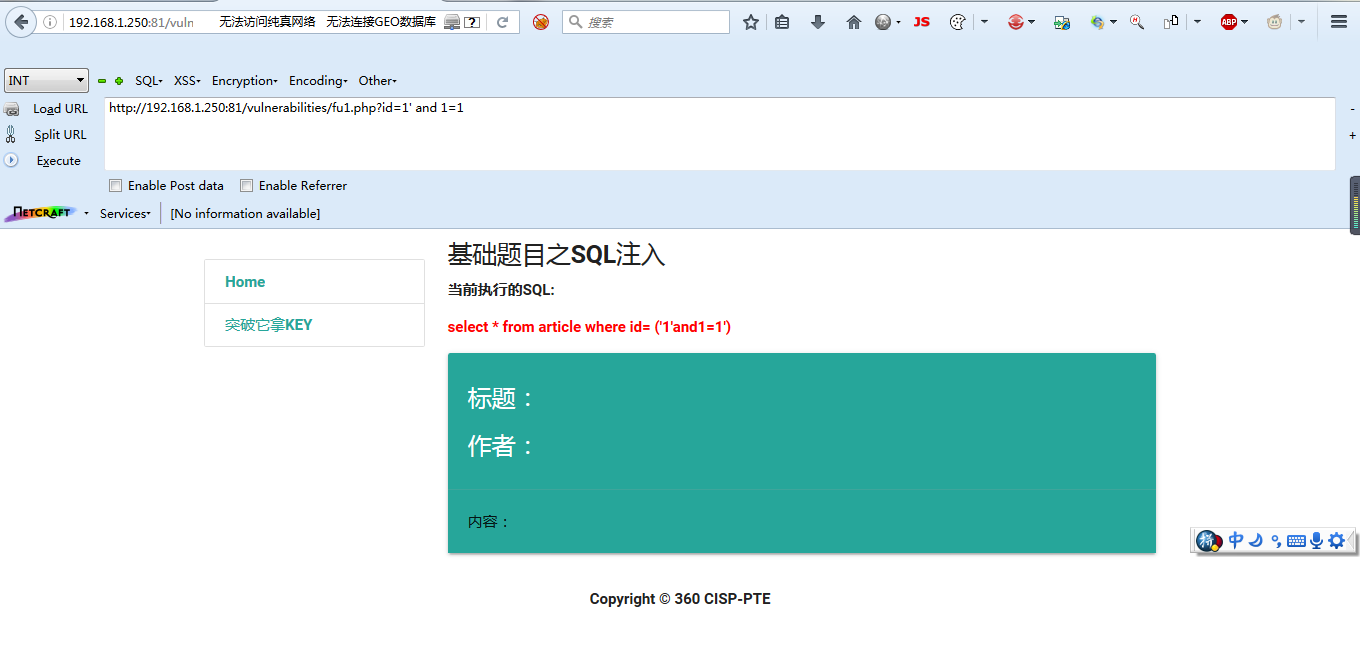 192.168.1.250:81/vuln 无法访问纯真网络 无法连接GEO数据库 搜索 JS ABP
INT SQL XSS Encryption Encoding Other
Load URL http://192.168.1.250:81/vulnerabilities/fu1.php?id=1' and 1=1 -
Split URL +
Execute
Enable Post data Enable Referrer
NETCRAFT Services [No information available]
基础题目之SQL注入
Home
当前执行的SQL:
突破它拿KEY
select * from article where id= ('1'and1=1')
标题：
作者：
内容：
拼 中
Copyright © 360 CISP-PTE